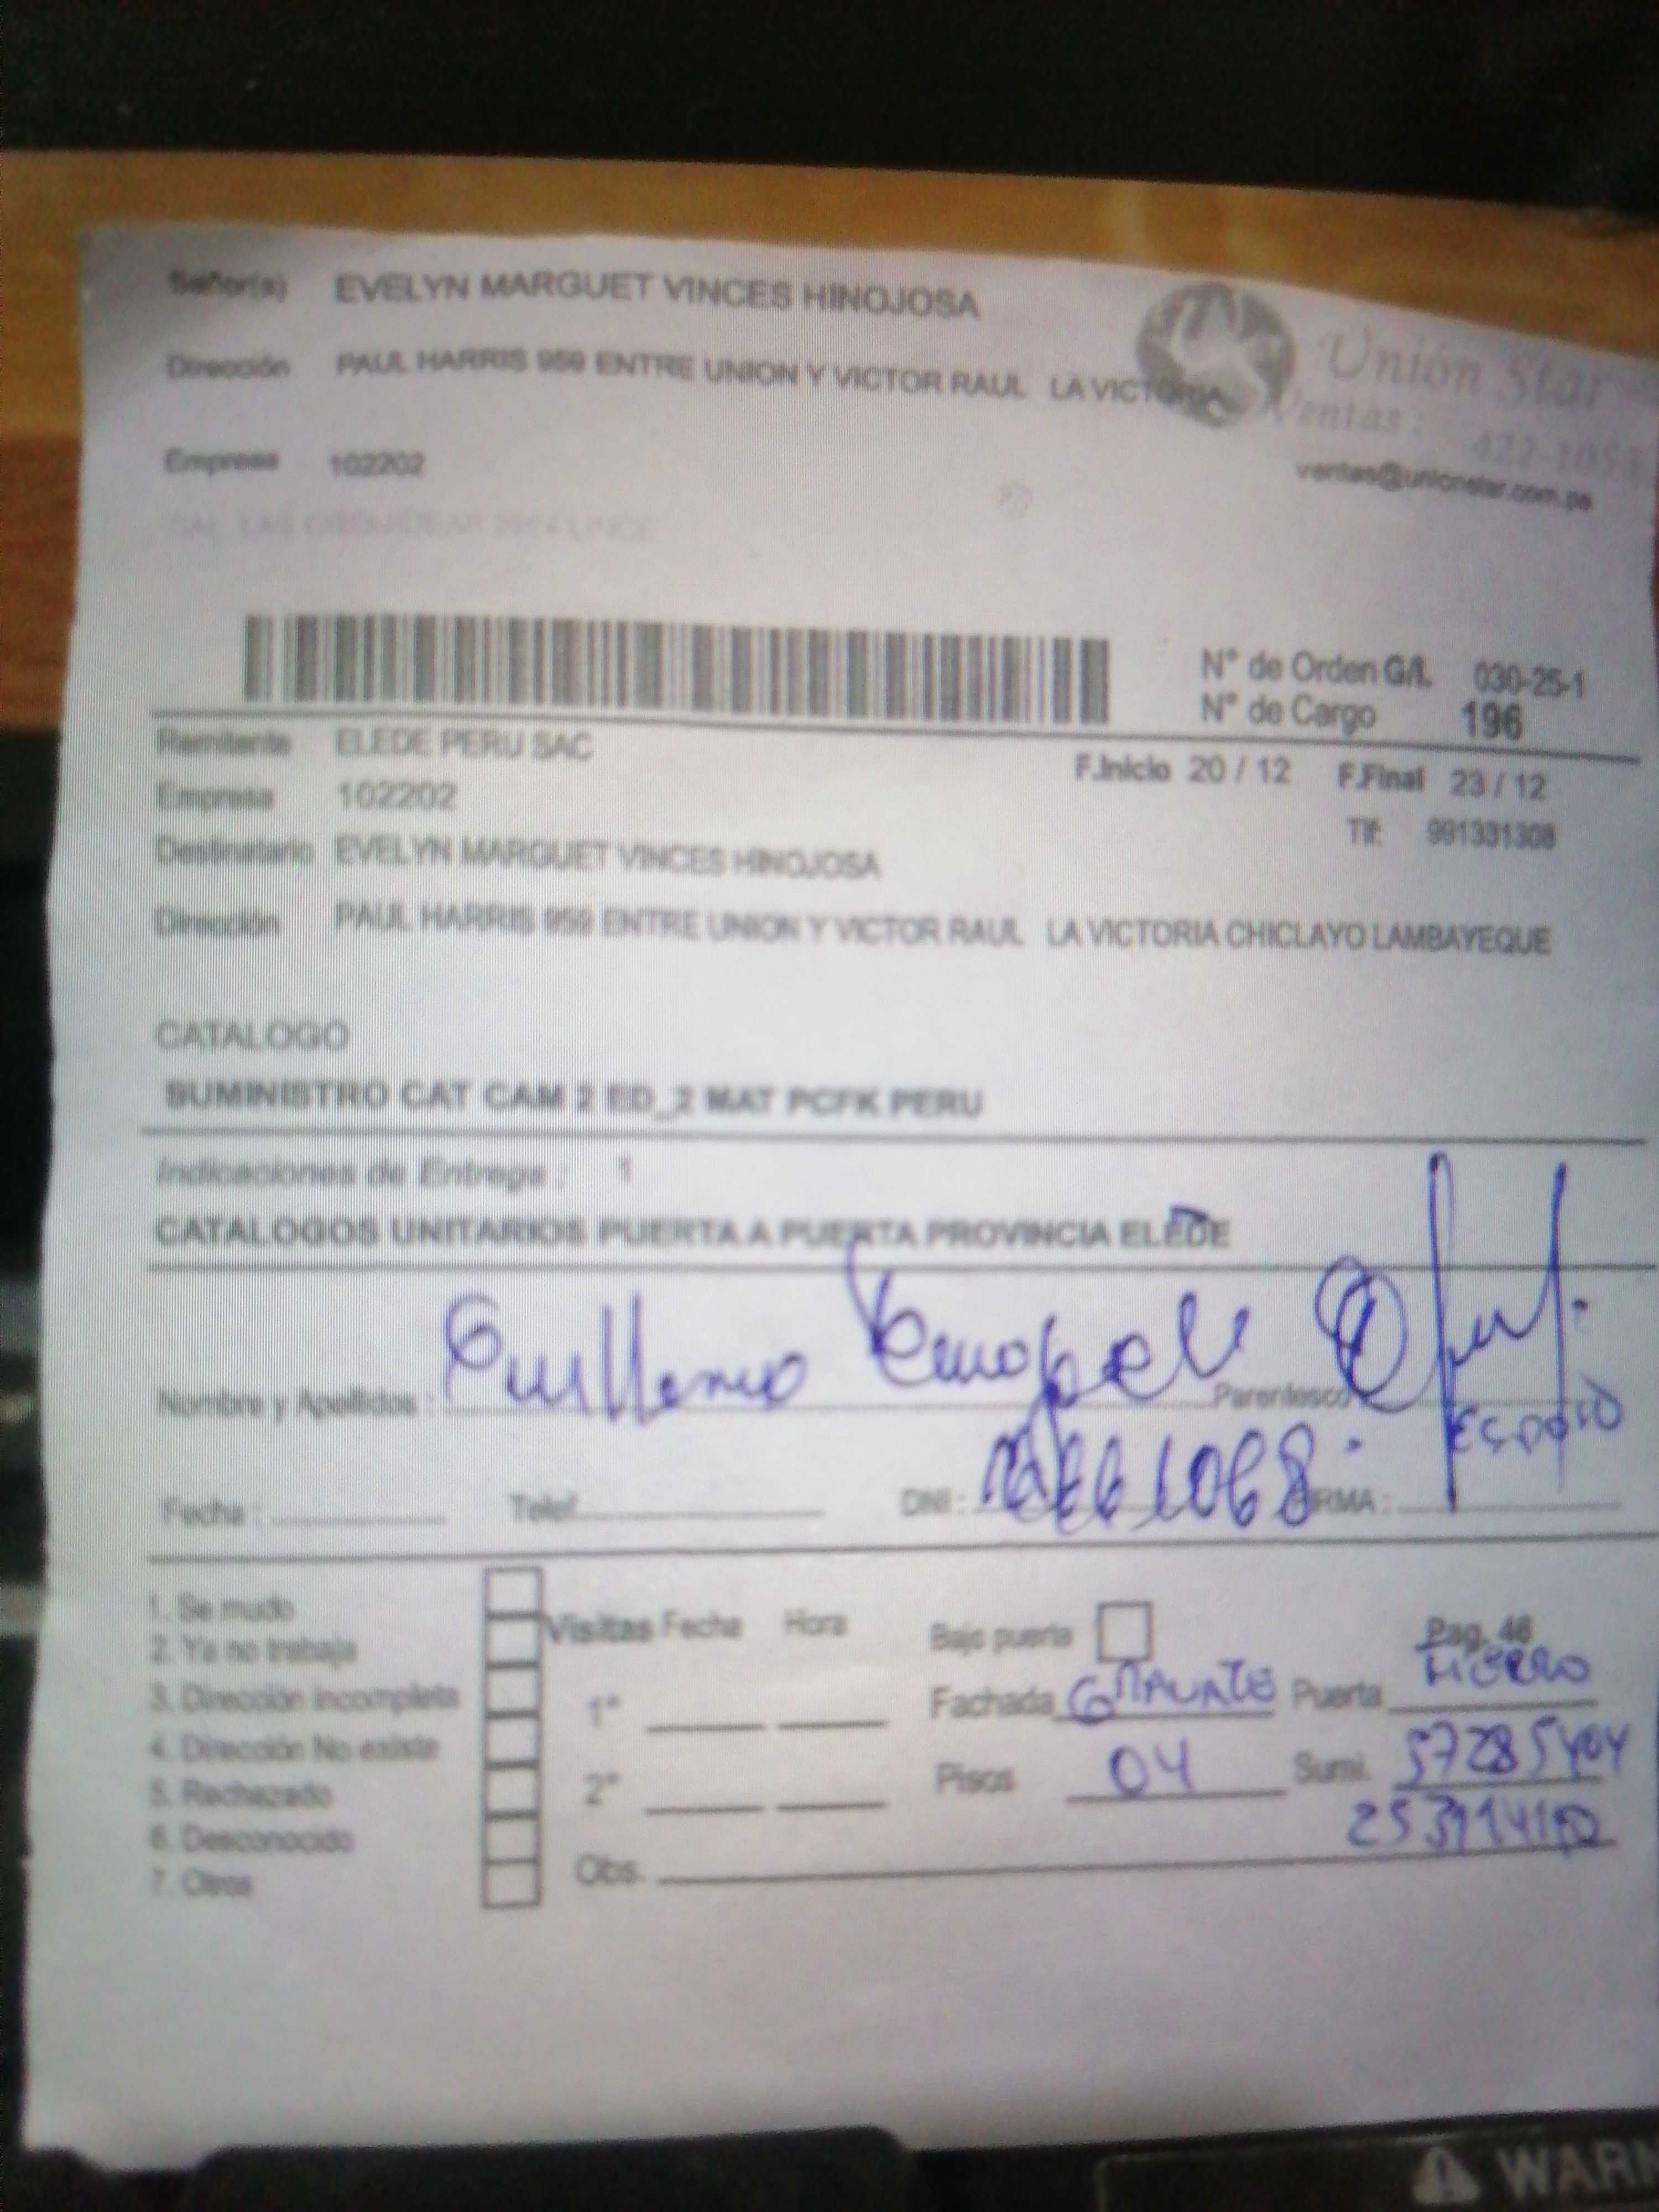 Señor(s) EVELYN MARGUET VINCES HINOJOSA
Dirección PAUL HARRIS 959 ENTRE UNION Y VICTOR RAUL LA VICTORIA
Unión Star
Ventas :
422-1053
ventas@unionstar.com.pe
Empresa 102202
N° de Orden G/L 030-25-1
N° de Cargo 196
Remitente ELEDE PERU SAC
F.Inicio 20 / 12 F.Final 23 / 12
Empresa 102202
Tlf: 991331308
Destinatario EVELYN MARGUET VINCES HINOJOSA
Dirección PAUL HARRIS 959 ENTRE UNION Y VICTOR RAUL LA VICTORIA CHICLAYO LAMBAYEQUE
CATALOGO
SUMINISTRO CAT CAM 2 ED_2 MAT PCFK PERU
Indicaciones de Entrega : 1
CATALOGOS UNITARIOS PUERTA A PUERTA PROVINCIA ELEDE
Nombre y Apellidos : Guillermo Parentesco
Esposo
Fecha : Telef. DNI : FIRMA :
1. Se mudo
2. Ya no trabaja
3. Dirección incompleta
4. Dirección No existe
5. Rechazado
6. Desconocido
7. Otros
Visitas Fecha Hora
1°
2°
Obs.
Bajo puerta Pag. 46
Fachada Puerta
Pisos 04 Sumi. 57285404
WARN